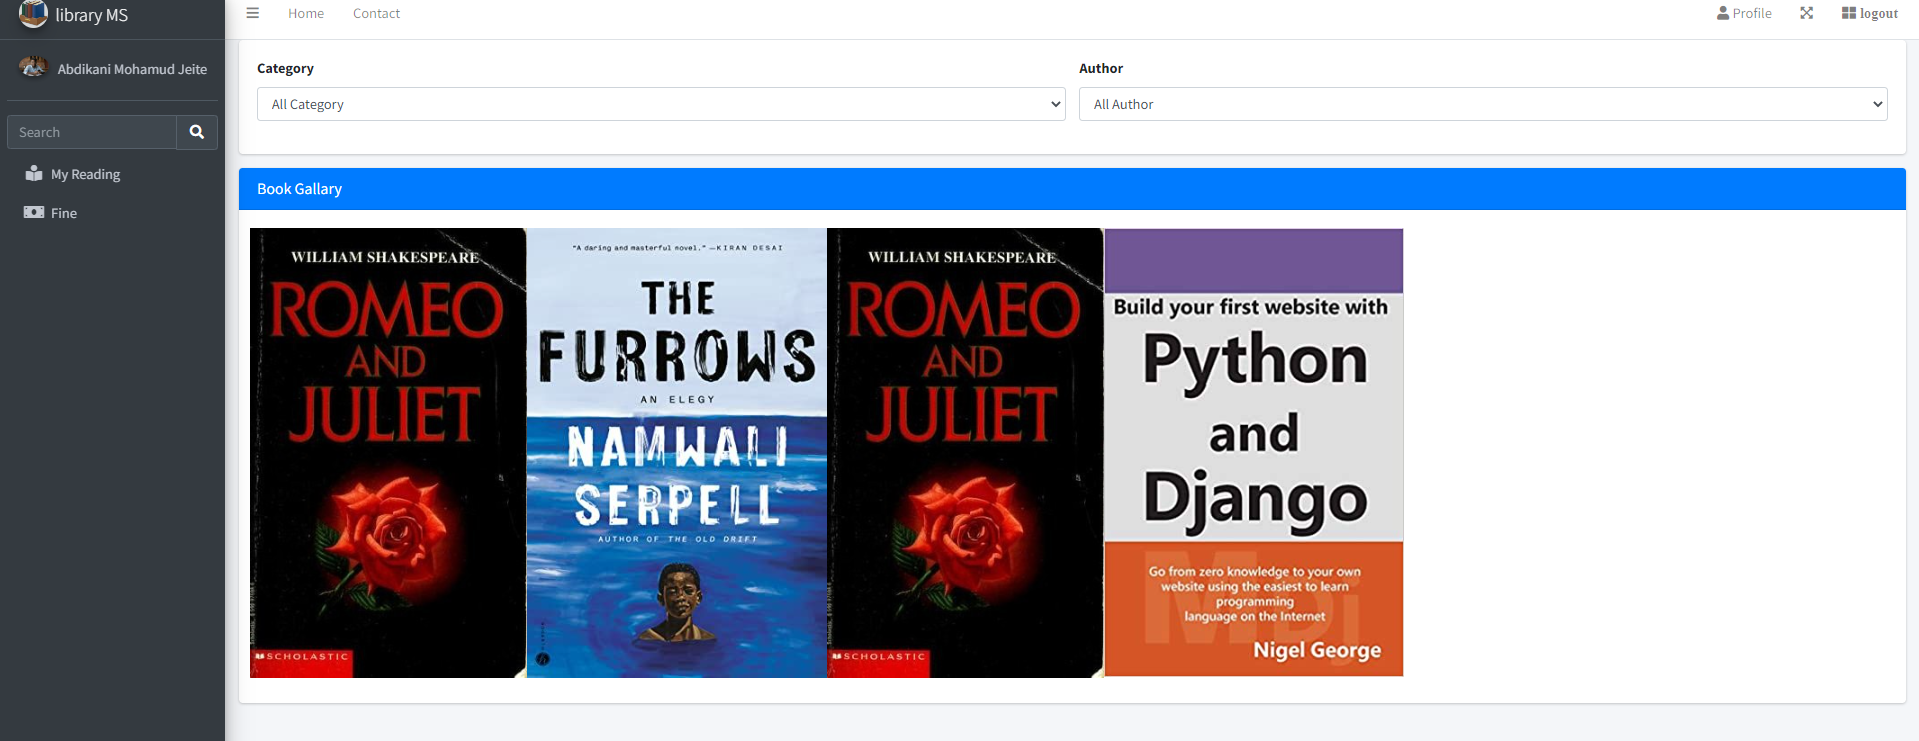 library MS
Home
Contact
Profile
logout
Abdikani Mohamud Jeite
Search
My Reading
Fine
Category
Author
All Category
All Author
Book Gallary
WILLIAM SHAKESPEARE
ROMEO
AND
JULIET
SCHOLASTIC
"A daring and masterful novel." —KIRAN DESAI
THE
FURROWS
AN ELEGY
NAMWALI
SERPELL
AUTHOR OF THE OLD DRIFT
WILLIAM SHAKESPEARE
ROMEO
AND
JULIET
SCHOLASTIC
Build your first website with
Python
and
Django
Go from zero knowledge to your own
website using the easiest to learn
programming
language on the Internet
Nigel George